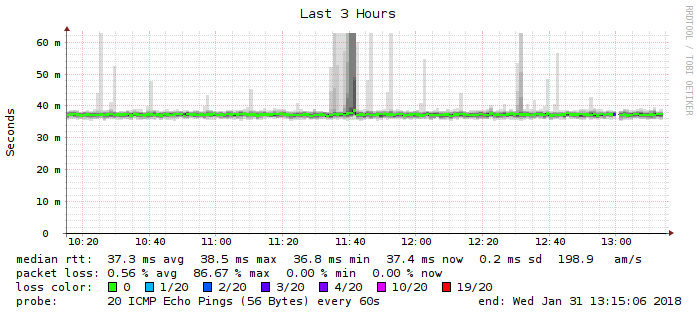 Last 3 Hours
RRDTOOL / TOBI OETIKER
Seconds
60 m
50 m
40 m
30 m
20 m
10 m
0
10:20 10:40 11:00 11:20 11:40 12:00 12:20 12:40 13:00
median rtt: 37.3 ms avg 38.5 ms max 36.8 ms min 37.4 ms now 0.2 ms sd 198.9 am/s
packet loss: 0.56 % avg 86.67 % max 0.00 % min 0.00 % now
loss color: 0 1/20 2/20 3/20 4/20 10/20 19/20
probe: 20 ICMP Echo Pings (56 Bytes) every 60s end: Wed Jan 31 13:15:06 2018